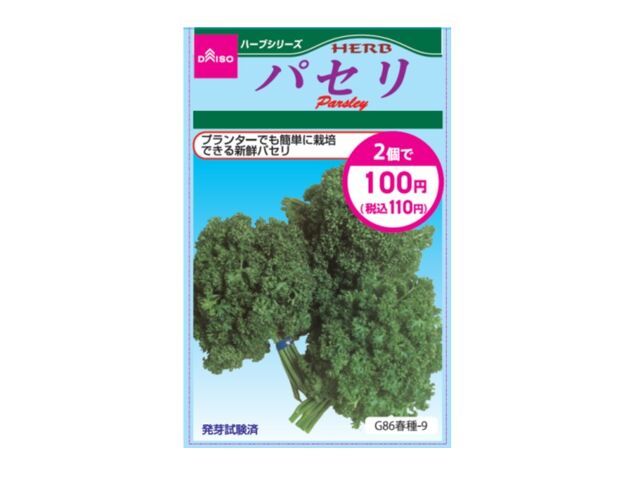 DAISO
ハーブシリーズ
HERB
パセリ
Parsley
プランターでも簡単に栽培
できる新鮮パセリ
2個で
100円
(税込110円)
発芽試験済
G86春種-9